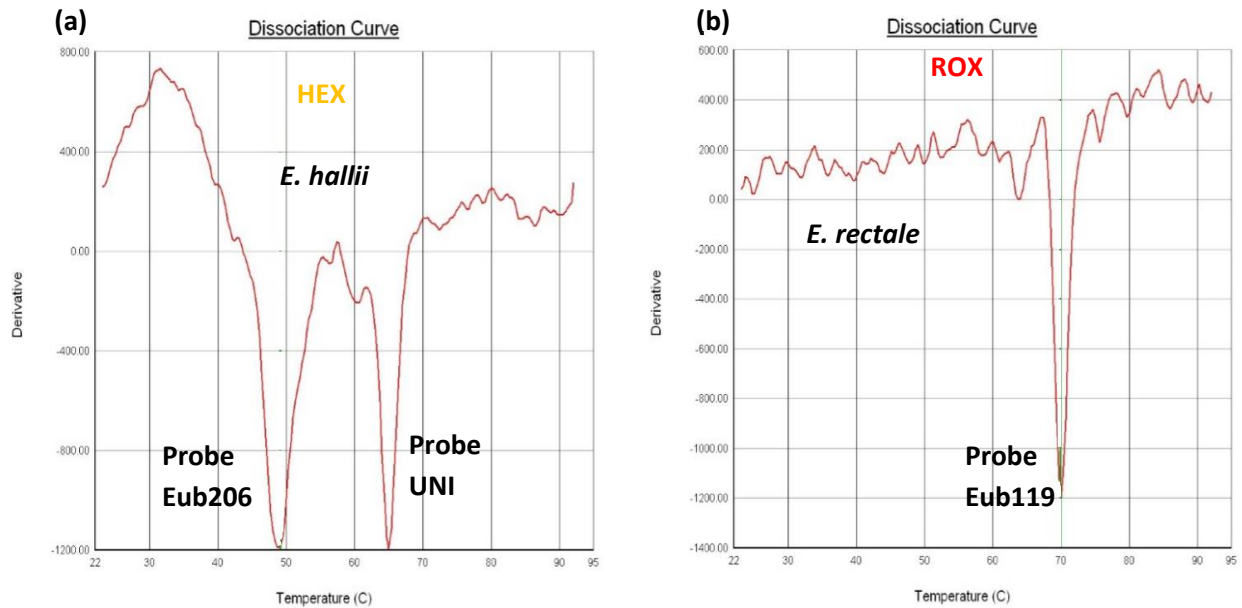 (a)
Dissociation Curve
800.00
400.00
0.00
-400.00
-800.00
-1200.00
Derivative
HEX
E. hallii
Probe
Eub206
Probe
UNI
22 30 40 50 60 70 80 90 95
Temperature (C)
(b)
Dissociation Curve
600.00
400.00
200.00
0.00
-200.00
-400.00
-600.00
-800.00
-1000.00
-1200.00
-1400.00
Derivative
ROX
E. rectale
Probe
Eub119
22 30 40 50 60 70 80 90 95
Temperature (C)